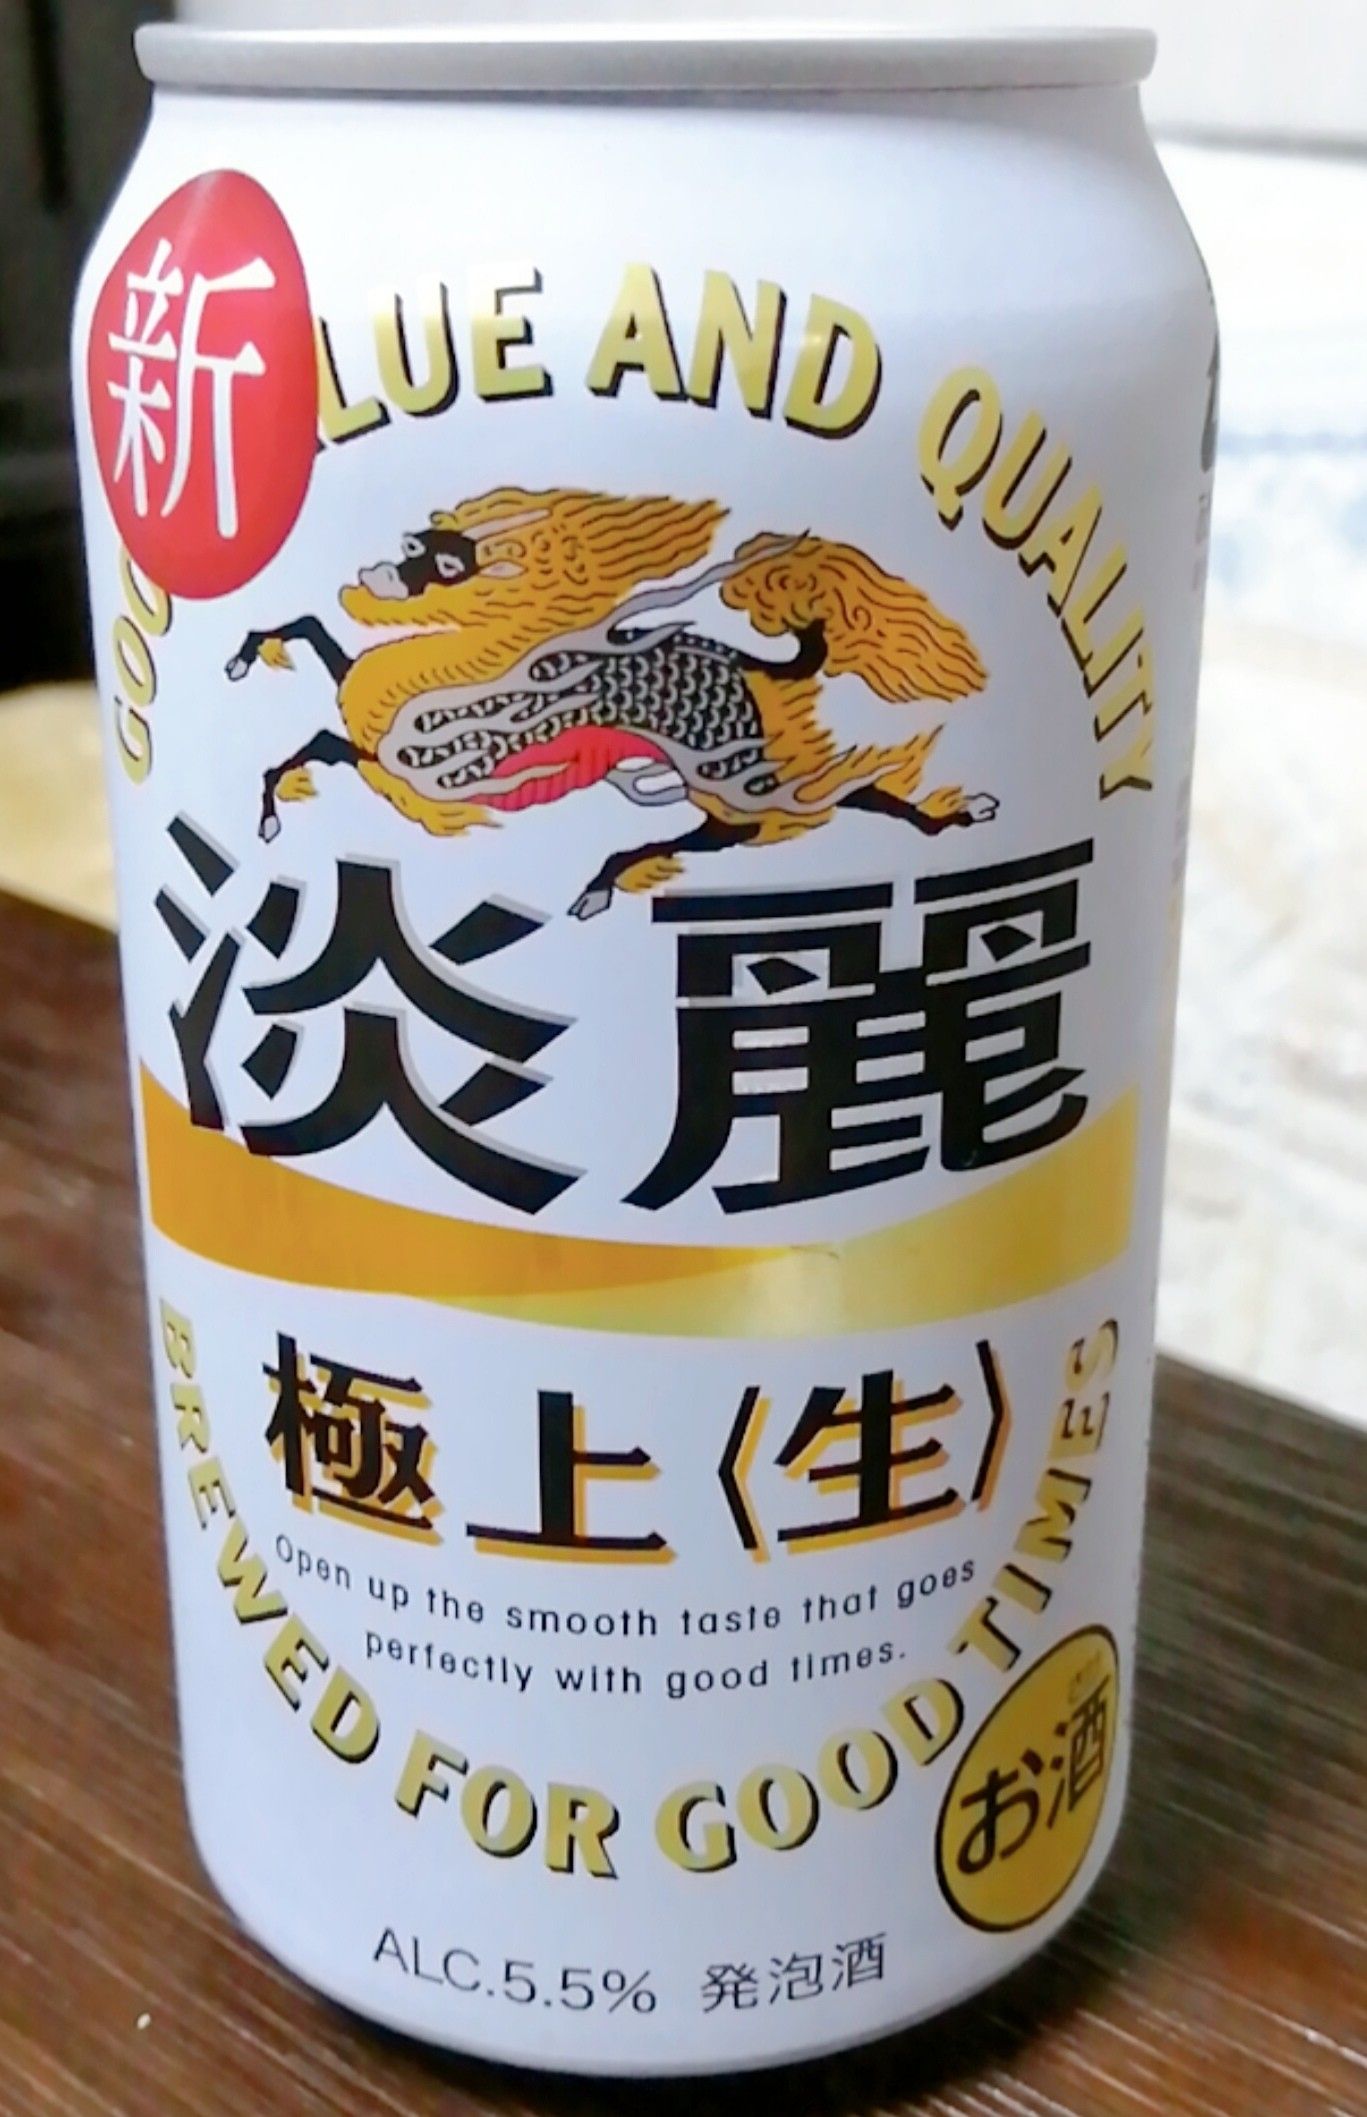 新
GOO LUE AND QUALITY
淡麗
極上〈生〉
Open up the smooth taste that goes
perfectly with good times.
BREWED FOR GOOD TIMES
お酒
ALC.5.5% 発泡酒